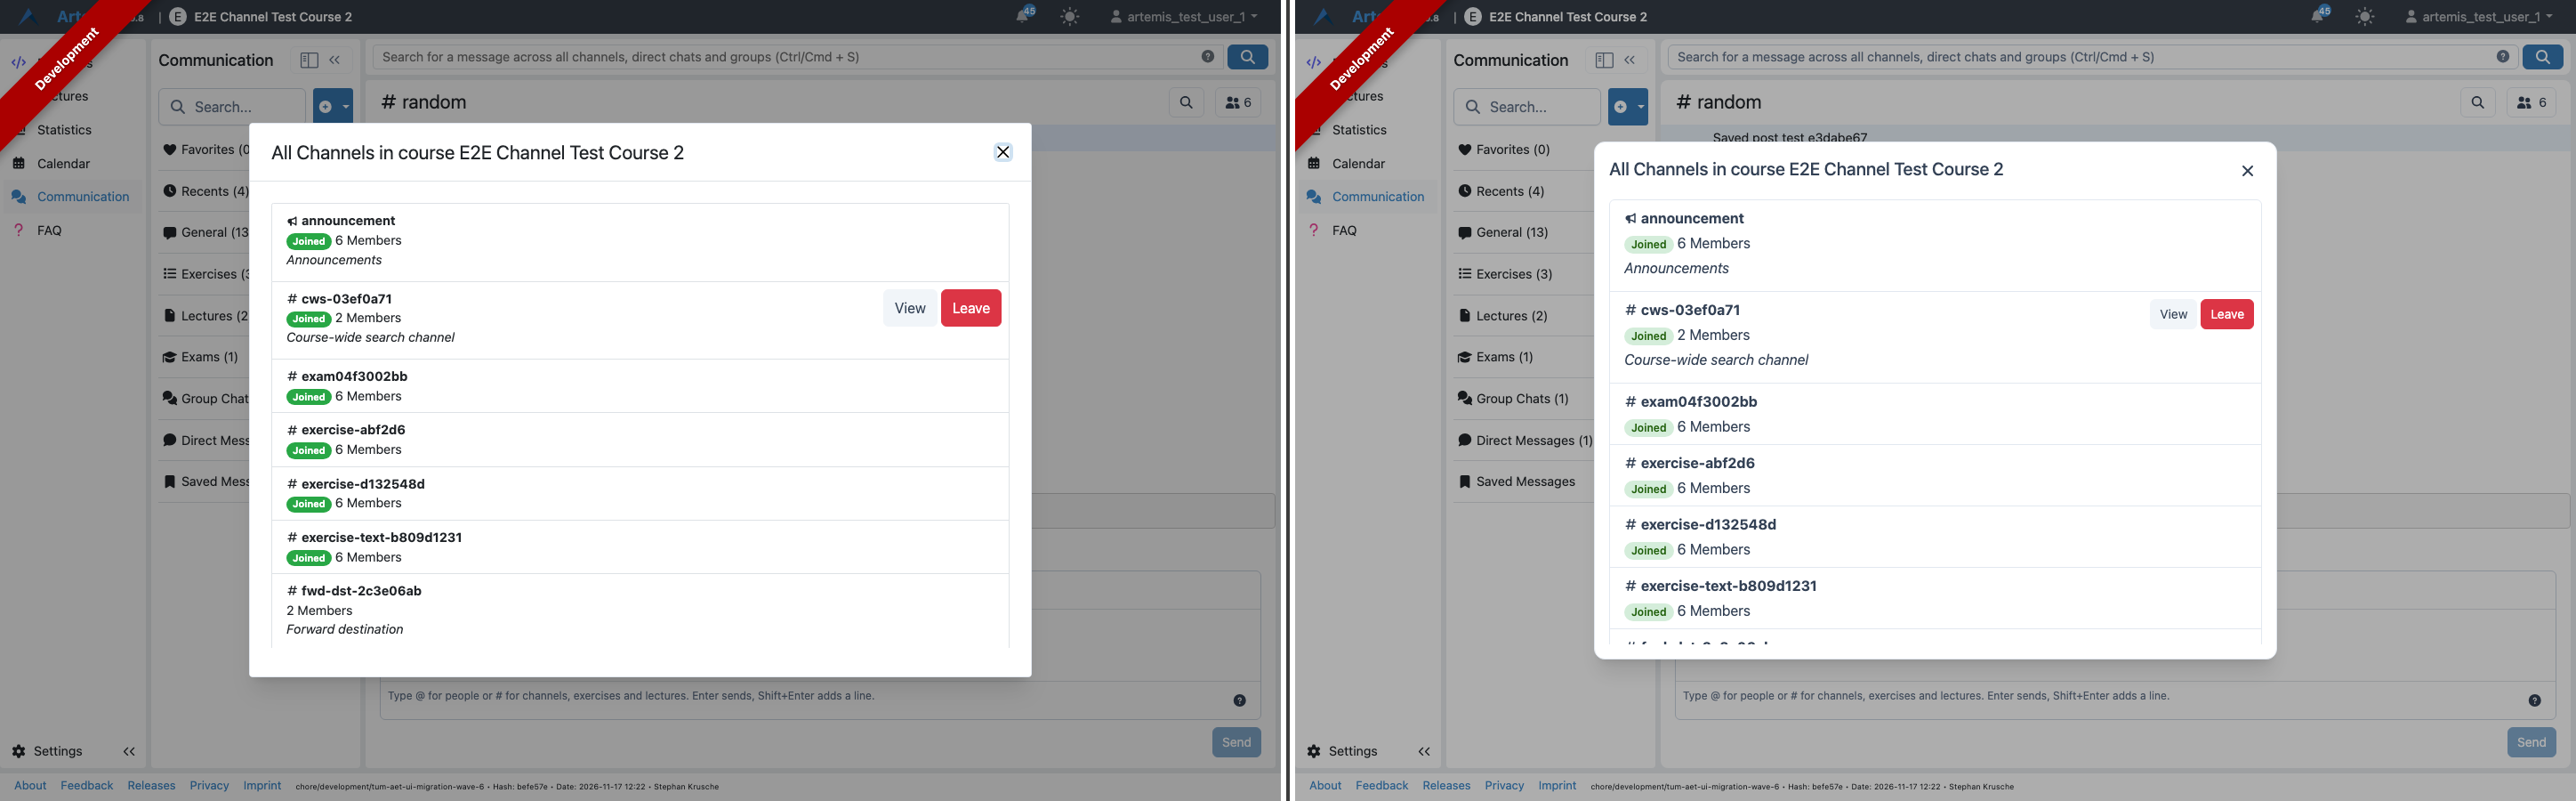 E E2E Channel Test Course 2
45
artemis_test_user_1
Development
Communication
Search for a message across all channels, direct chats and groups (Ctrl/Cmd + S)
Search...
# random
6
Statistics
Calendar
Communication
FAQ
Favorites (0
Recents (4)
General (13
Exercises (3
Lectures (2
Exams (1)
Group Chat
Direct Mess
Saved Mess
All Channels in course E2E Channel Test Course 2
announcement
Joined 6 Members
Announcements
# cws-03ef0a71
Joined 2 Members
Course-wide search channel
View Leave
# exam04f3002bb
Joined 6 Members
# exercise-abf2d6
Joined 6 Members
# exercise-d132548d
Joined 6 Members
# exercise-text-b809d1231
Joined 6 Members
# fwd-dst-2c3e06ab
2 Members
Forward destination
Type @ for people or # for channels, exercises and lectures. Enter sends, Shift+Enter adds a line.
Send
Settings
About Feedback Releases Privacy Imprint chore/development/tum-aet-ui-migration-wave-6 • Hash: befe57e • Date: 2026-11-17 12:22 • Stephan Krusche
E E2E Channel Test Course 2
45
artemis_test_user_1
Development
Communication
Search for a message across all channels, direct chats and groups (Ctrl/Cmd + S)
Search...
# random
6
Saved post test e3dabe67
Statistics
Calendar
Communication
FAQ
Favorites (0)
Recents (4)
General (13)
Exercises (3)
Lectures (2)
Exams (1)
Group Chats (1)
Direct Messages (1)
Saved Messages
All Channels in course E2E Channel Test Course 2
announcement
Joined 6 Members
Announcements
# cws-03ef0a71
Joined 2 Members
Course-wide search channel
View Leave
# exam04f3002bb
Joined 6 Members
# exercise-abf2d6
Joined 6 Members
# exercise-d132548d
Joined 6 Members
# exercise-text-b809d1231
Joined 6 Members
Type @ for people or # for channels, exercises and lectures. Enter sends, Shift+Enter adds a line.
Send
Settings
About Feedback Releases Privacy Imprint chore/development/tum-aet-ui-migration-wave-6 • Hash: befe57e • Date: 2026-11-17 12:22 • Stephan Krusche